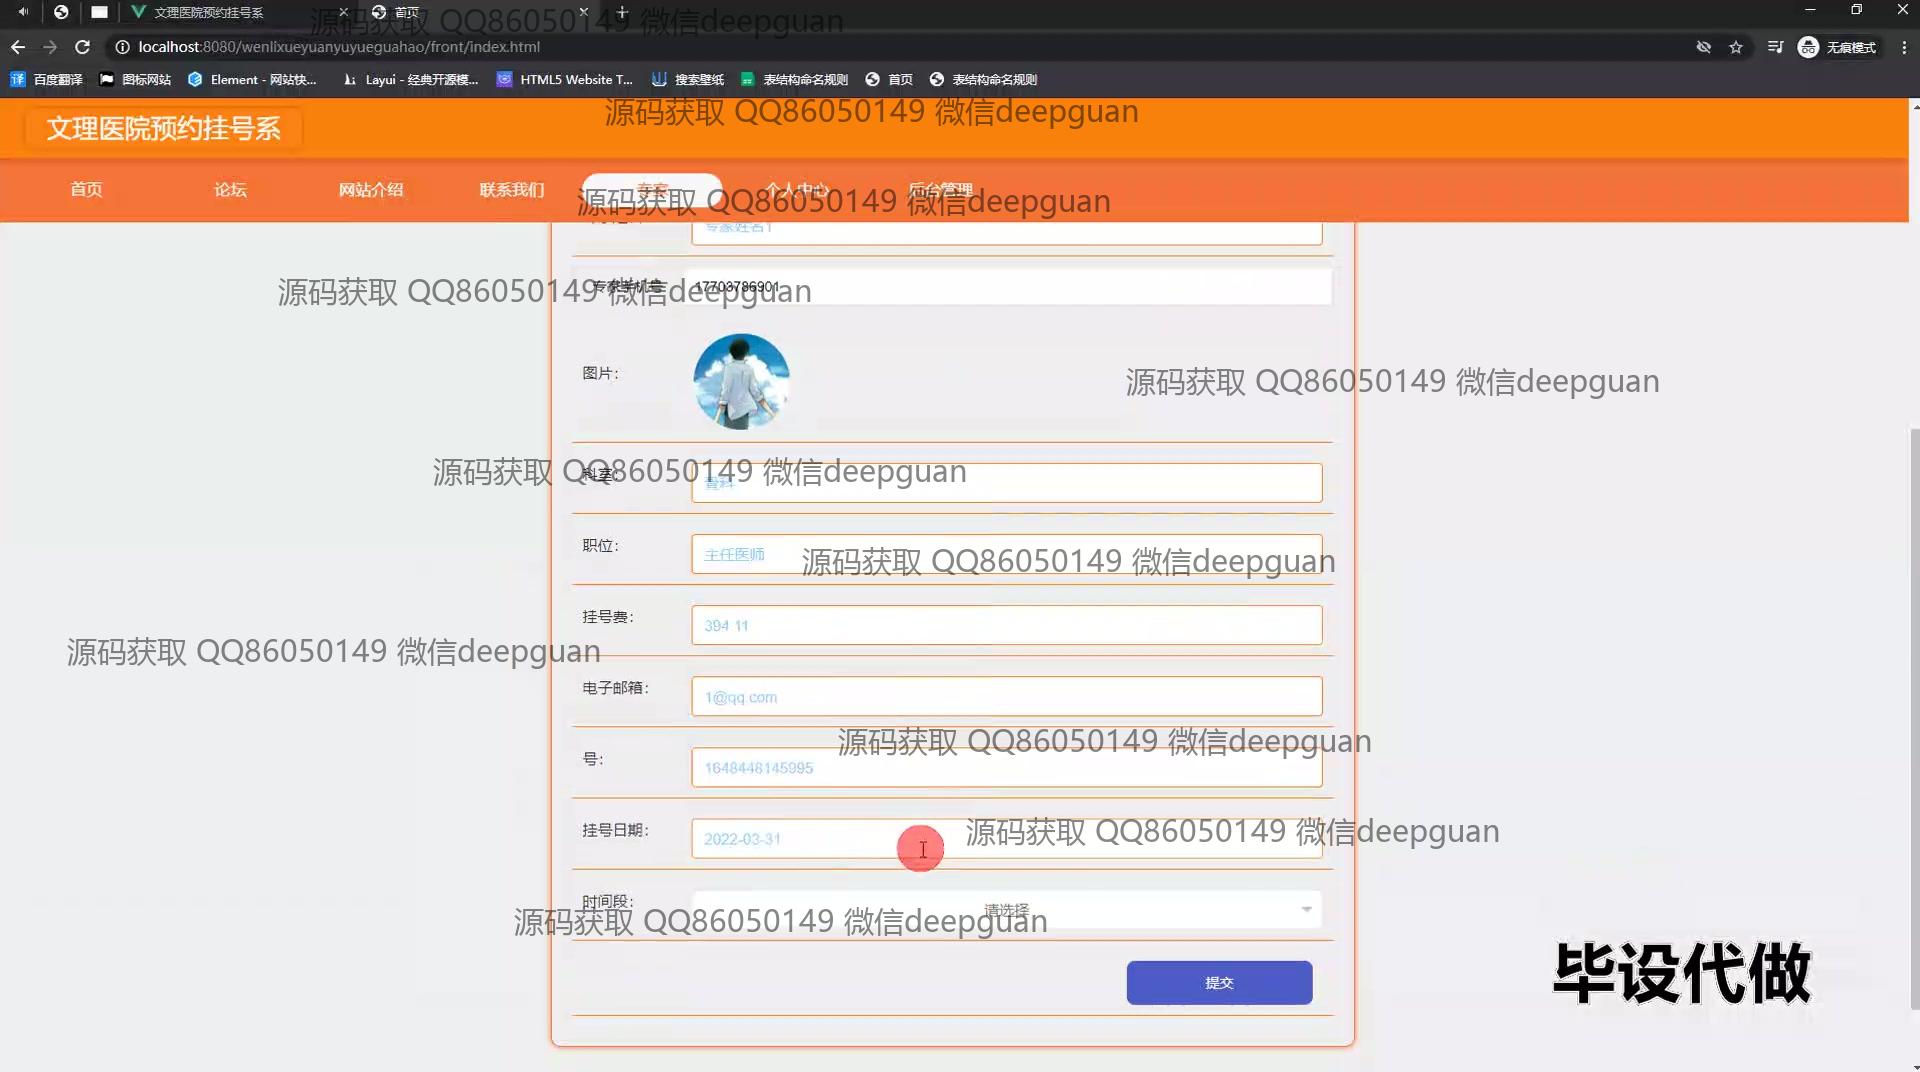 文理医院预约挂号系
首页
源码获取 QQ86050149 微信deepguan
localhost:8080/wenlixueyuanyuyueguahao/front/index.html
无痕模式
百度翻译
图标网站
Element - 网站快...
Layui - 经典开源模...
HTML5 Website T...
搜索壁纸
表结构命名规则
首页
表结构命名规则
文理医院预约挂号系
源码获取 QQ86050149 微信deepguan
首页
论坛
网站介绍
联系我们
专家
个人中心
后台管理
源码获取 QQ86050149 微信deepguan
专家姓名1
专家手机号
17703786901
源码获取 QQ86050149 微信deepguan
图片:
源码获取 QQ86050149 微信deepguan
科室:
骨科
源码获取 QQ86050149 微信deepguan
职位:
主任医师
源码获取 QQ86050149 微信deepguan
挂号费:
394.11
源码获取 QQ86050149 微信deepguan
电子邮箱:
1@qq.com
源码获取 QQ86050149 微信deepguan
号:
1648448145995
挂号日期:
2022-03-31
源码获取 QQ86050149 微信deepguan
时间段:
请选择
源码获取 QQ86050149 微信deepguan
提交
毕设代做